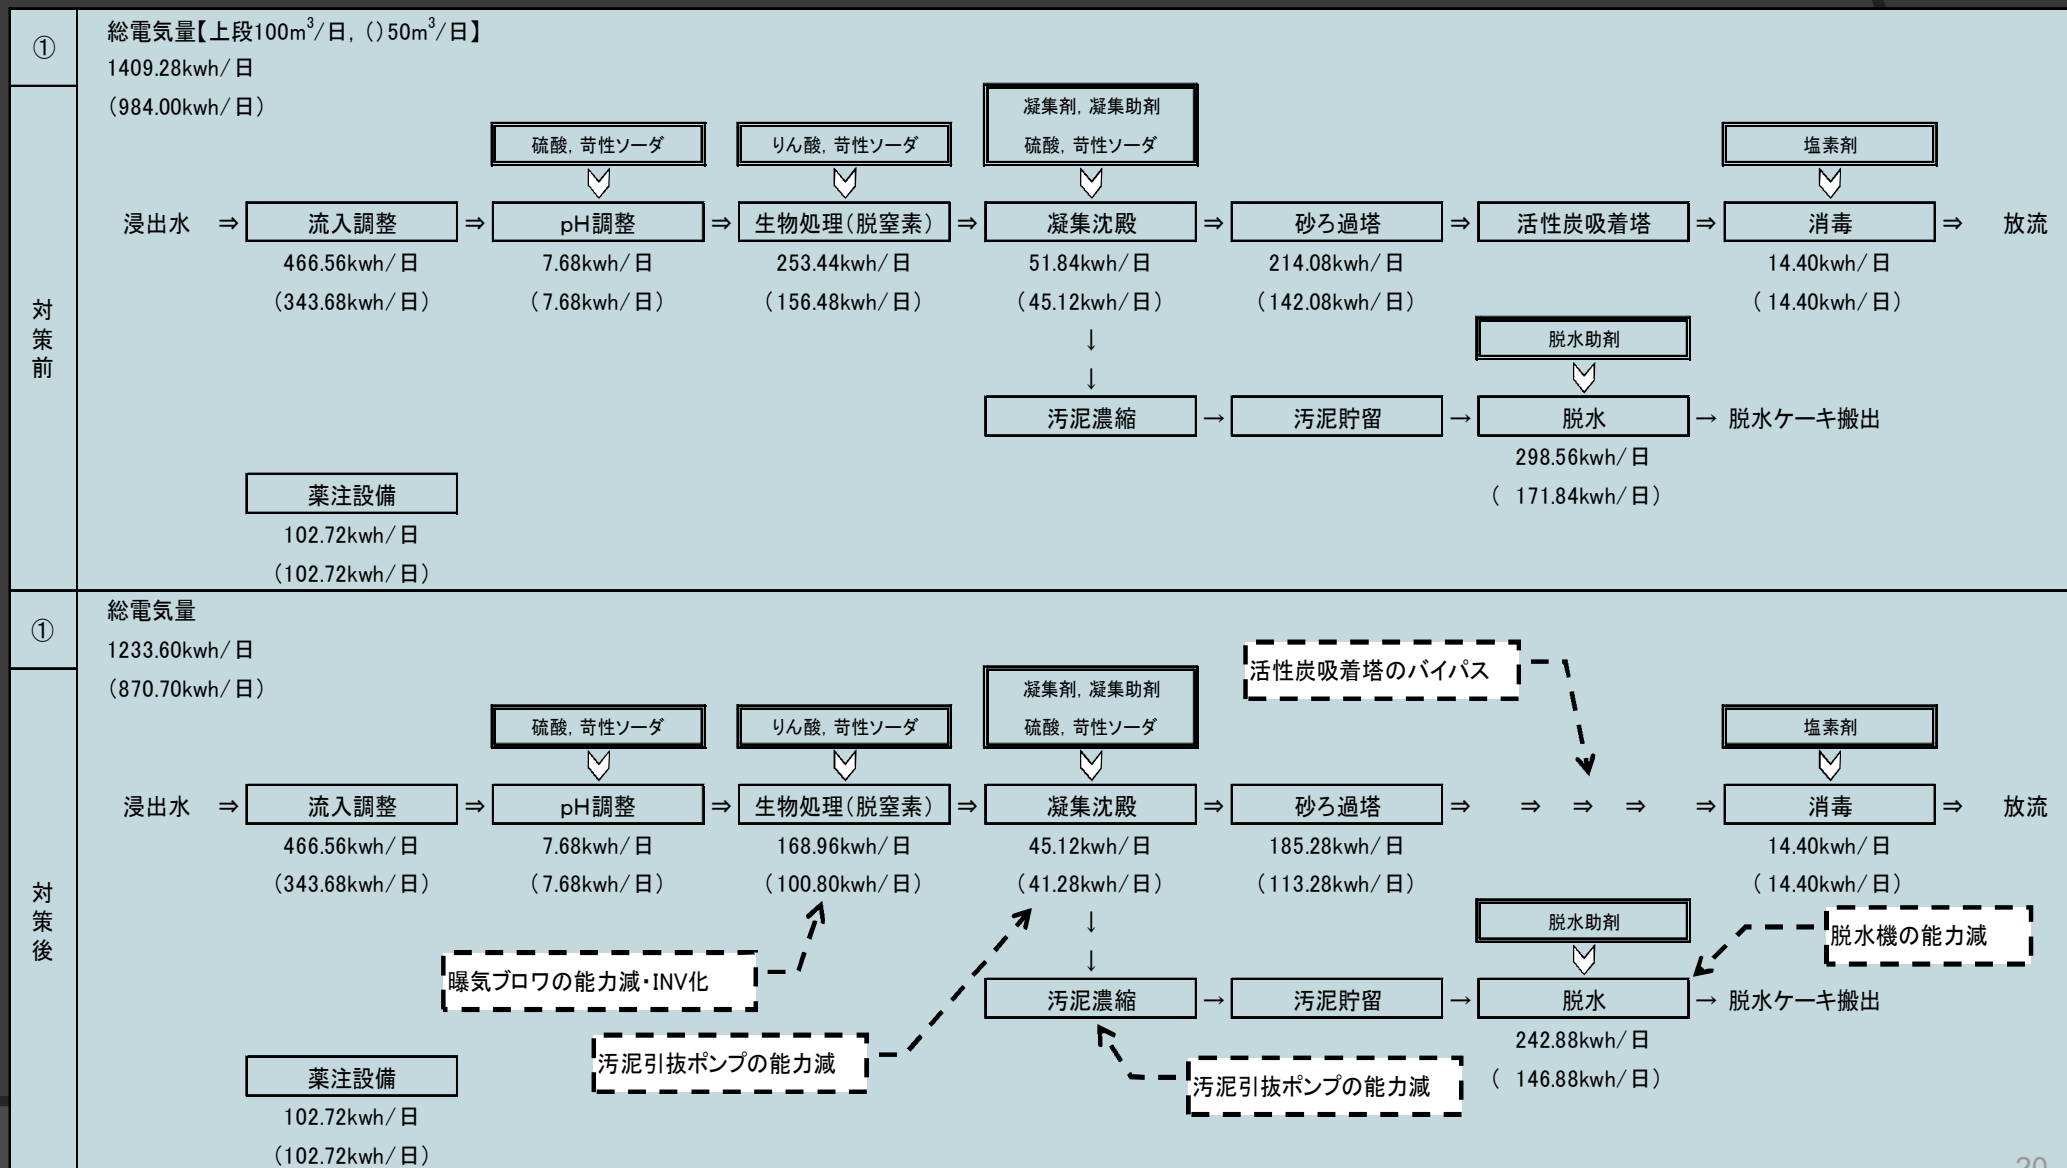 ①
総電気量【上段100m³/日，（）50m³/日】
1409.28kwh/日
（984.00kwh/日）
対策前
凝集剤，凝集助剤
硫酸，苛性ソーダ
りん酸，苛性ソーダ
硫酸，苛性ソーダ
塩素剤
浸出水 ⇒ 流入調整 ⇒ pH調整 ⇒ 生物処理（脱窒素） ⇒ 凝集沈殿 ⇒ 砂ろ過塔 ⇒ 活性炭吸着塔 ⇒ 消毒 ⇒ 放流
466.56kwh/日 7.68kwh/日 253.44kwh/日 51.84kwh/日 214.08kwh/日 14.40kwh/日
（343.68kwh/日） （7.68kwh/日） （156.48kwh/日） （45.12kwh/日） （142.08kwh/日） （ 14.40kwh/日）
↓ 脱水助剤
↓
汚泥濃縮 → 汚泥貯留 → 脱水 → 脱水ケーキ搬出
298.56kwh/日
（ 171.84kwh/日）
薬注設備
102.72kwh/日
（102.72kwh/日）
①
総電気量
1233.60kwh/日
（870.70kwh/日）
対策後
活性炭吸着塔のバイパス
凝集剤，凝集助剤
硫酸，苛性ソーダ
りん酸，苛性ソーダ
硫酸，苛性ソーダ
塩素剤
浸出水 ⇒ 流入調整 ⇒ pH調整 ⇒ 生物処理（脱窒素） ⇒ 凝集沈殿 ⇒ 砂ろ過塔 ⇒ ⇒ ⇒ ⇒ ⇒ 消毒 ⇒ 放流
466.56kwh/日 7.68kwh/日 168.96kwh/日 45.12kwh/日 185.28kwh/日 14.40kwh/日
（343.68kwh/日） （7.68kwh/日） （100.80kwh/日） （41.28kwh/日） （113.28kwh/日） （ 14.40kwh/日）
↓ 脱水助剤
脱水機の能力減
↓
曝気ブロワの能力減・INV化
汚泥濃縮 → 汚泥貯留 → 脱水 → 脱水ケーキ搬出
242.88kwh/日
汚泥引抜ポンプの能力減
汚泥引抜ポンプの能力減
（ 146.88kwh/日）
薬注設備
102.72kwh/日
（102.72kwh/日）
20